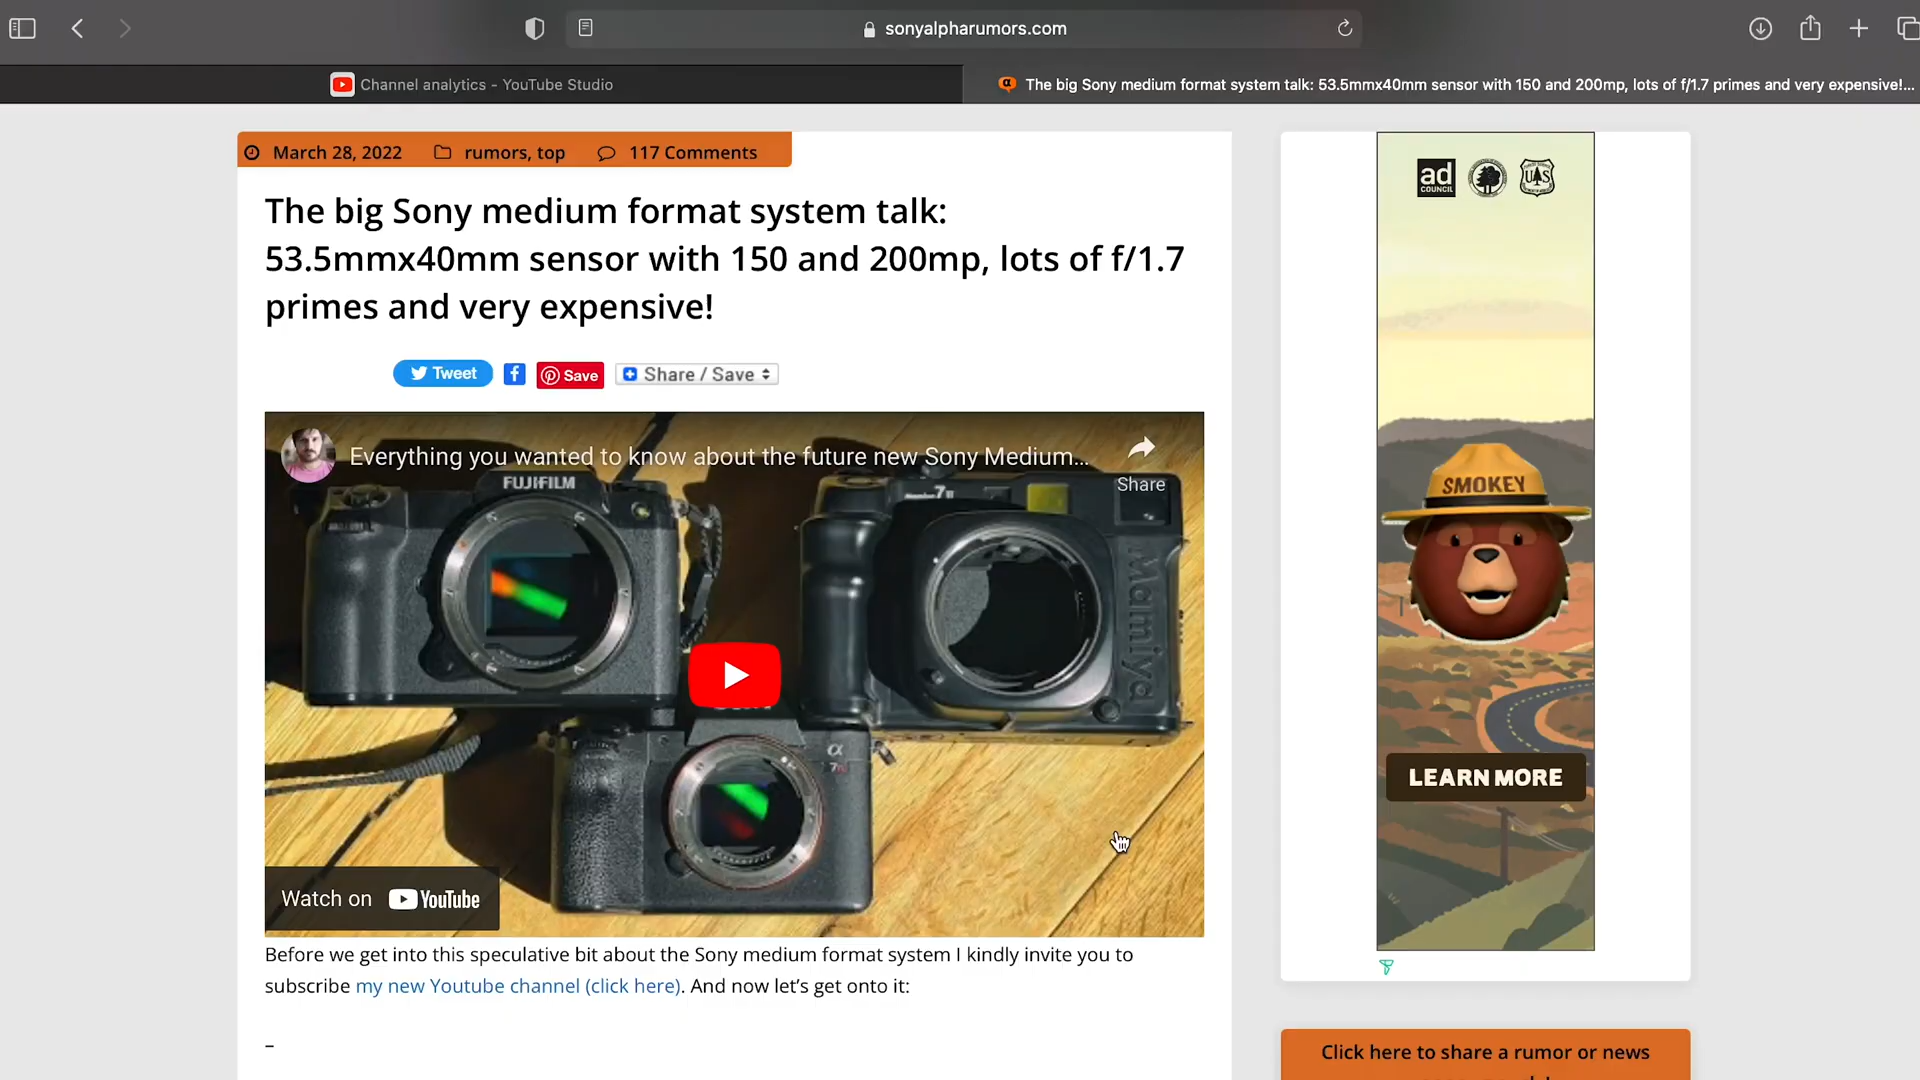 sonyalpharumors.com
Channel analytics - YouTube Studio
The big Sony medium format system talk: 53.5mmx40mm sensor with 150 and 200mp, lots of f/1.7 primes and very expensive!...
March 28, 2022 rumors, top 117 Comments
The big Sony medium format system talk:
53.5mmx40mm sensor with 150 and 200mp, lots of f/1.7
primes and very expensive!
Tweet f Save Share / Save
Everything you wanted to know about the future new Sony Medium...
Share
FUJIFILM
7II
Mamiya
α
7R
Watch on YouTube
Before we get into this speculative bit about the Sony medium format system I kindly invite you to
subscribe my new Youtube channel (click here). And now let's get onto it:
–
ad
COUNCIL
UAS
SMOKEY
LEARN MORE
Click here to share a rumor or news